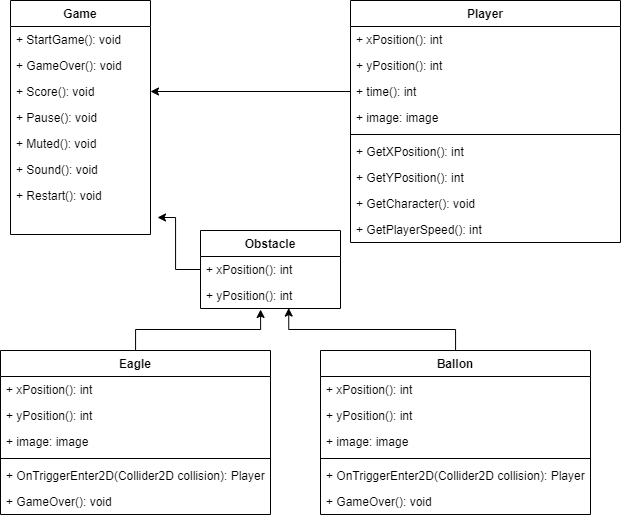 Game
+ StartGame(): void
+ GameOver(): void
+ Score(): void
+ Pause(): void
+ Muted(): void
+ Sound(): void
+ Restart(): void
Player
+ xPosition(): int
+ yPosition(): int
+ time(): int
+ image: image
+ GetXPosition(): int
+ GetYPosition(): int
+ GetCharacter(): void
+ GetPlayerSpeed(): int
Obstacle
+ xPosition(): int
+ yPosition(): int
Eagle
+ xPosition(): int
+ yPosition(): int
+ image: image
+ OnTriggerEnter2D(Collider2D collision): Player
+ GameOver(): void
Ballon
+ xPosition(): int
+ yPosition(): int
+ image: image
+ OnTriggerEnter2D(Collider2D collision): Player
+ GameOver(): void